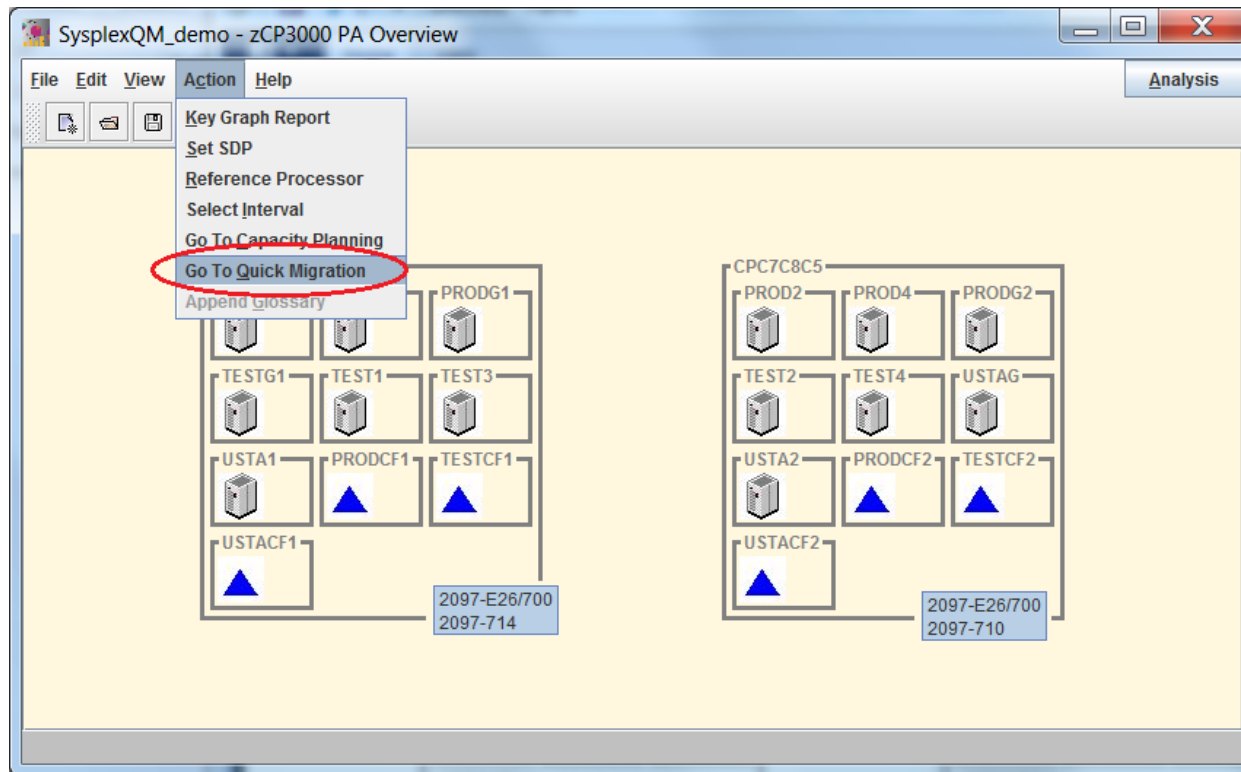 SysplexQM_demo - zCP3000 PA Overview
File Edit View Action Help
Analysis
Key Graph Report
Set SDP
Reference Processor
Select Interval
Go To Capacity Planning
Go To Quick Migration
Append Glossary
PRODG1
TESTG1 TEST1 TEST3
USTA1 PRODCF1 TESTCF1
USTACF1
2097-E26/700
2097-714
CPC7C8C5
PROD2 PROD4 PRODG2
TEST2 TEST4 USTAG
USTA2 PRODCF2 TESTCF2
USTACF2
2097-E26/700
2097-710